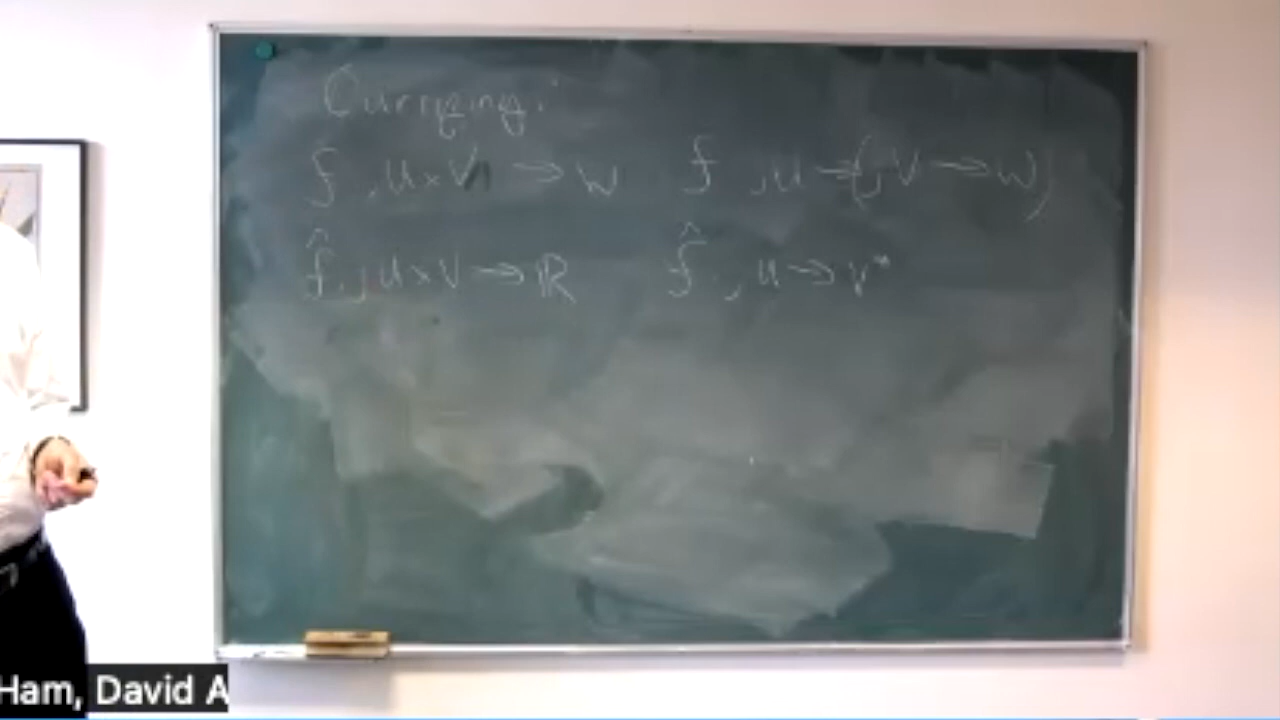 Currying:
f , U×V → W f , U → (, V → W)
f̂ , U×V → ℝ f̂ , U → V*
Ham, David A